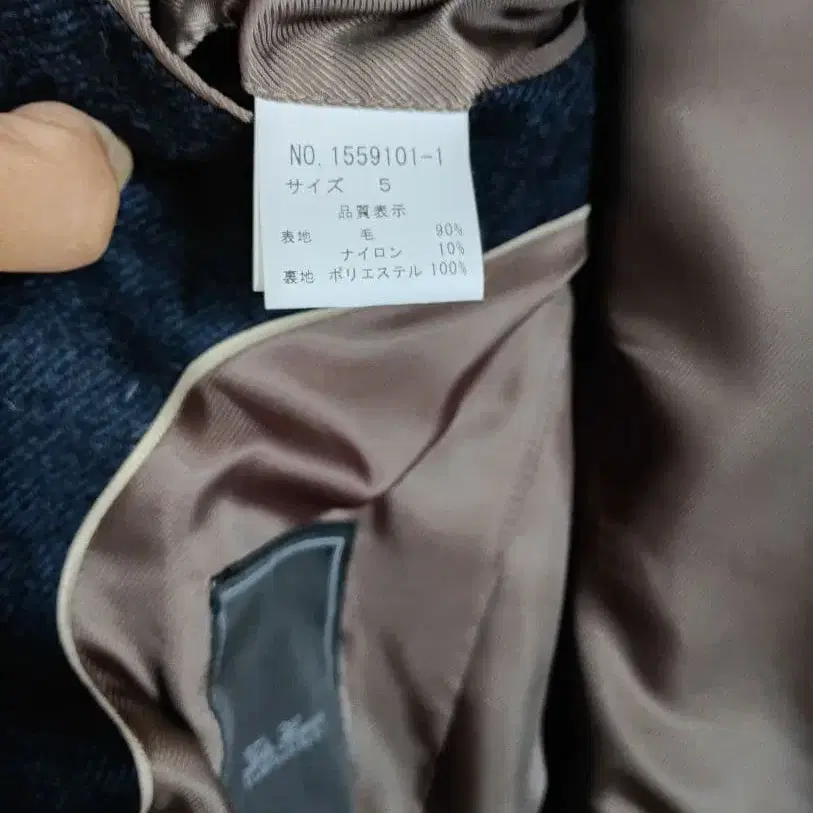 NO. 1559101-1
サイズ 5
品質表示
表地 毛 90%
ナイロン 10%
裏地 ポリエステル 100%